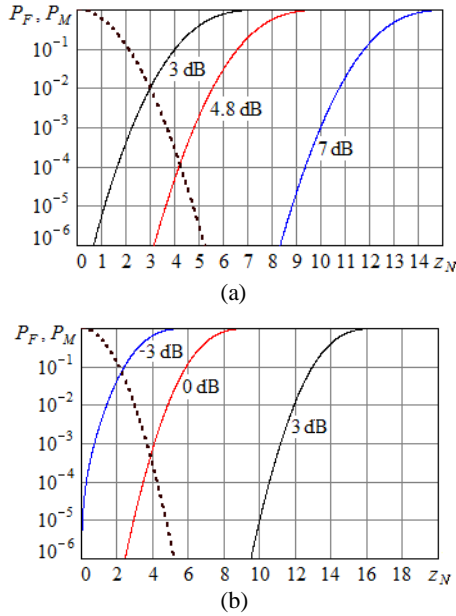 P_F , P_M
10^-1
10^-2
10^-3
10^-4
10^-5
10^-6
3 dB
4.8 dB
7 dB
0 1 2 3 4 5 6 7 8 9 10 11 12 13 14 z_N
(a)
P_F , P_M
10^-1
10^-2
10^-3
10^-4
10^-5
10^-6
-3 dB
0 dB
3 dB
0 2 4 6 8 10 12 14 16 18 z_N
(b)